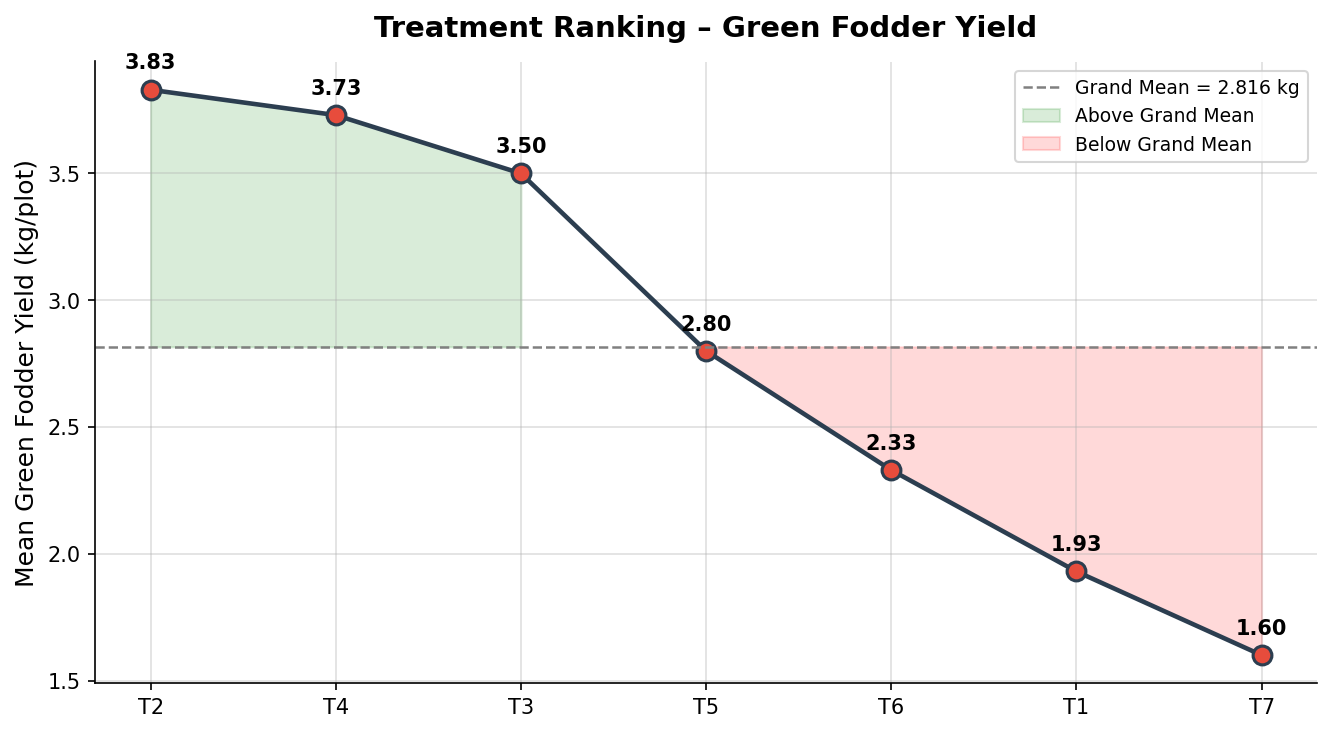 Treatment Ranking – Green Fodder Yield
3.83
3.73
3.50
2.80
2.33
1.93
1.60
Grand Mean = 2.816 kg
Above Grand Mean
Below Grand Mean
Mean Green Fodder Yield (kg/plot)
3.5
3.0
2.5
2.0
1.5
T2 T4 T3 T5 T6 T1 T7